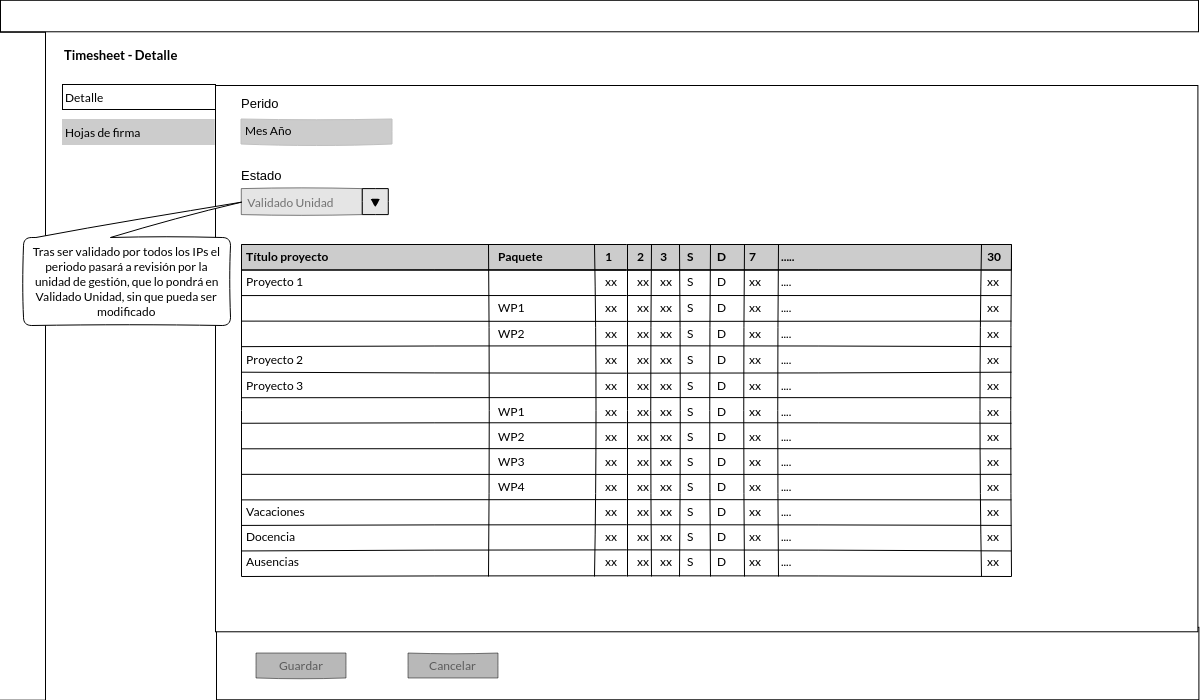 Timesheet - Detalle
Detalle
Hojas de firma
Perido
Mes Año
Estado
Validado Unidad
Tras ser validado por todos los IPs el
periodo pasará a revisión por la
unidad de gestión, que lo pondrá en
Validado Unidad, sin que pueda ser
modificado
Título proyecto Paquete 1 2 3 S D 7 ..... 30
Proyecto 1 xx xx xx S D xx .... xx
WP1 xx xx xx S D xx .... xx
WP2 xx xx xx S D xx .... xx
Proyecto 2 xx xx xx S D xx .... xx
Proyecto 3 xx xx xx S D xx .... xx
WP1 xx xx xx S D xx .... xx
WP2 xx xx xx S D xx .... xx
WP3 xx xx xx S D xx .... xx
WP4 xx xx xx S D xx .... xx
Vacaciones xx xx xx S D xx .... xx
Docencia xx xx xx S D xx .... xx
Ausencias xx xx xx S D xx .... xx
Guardar Cancelar